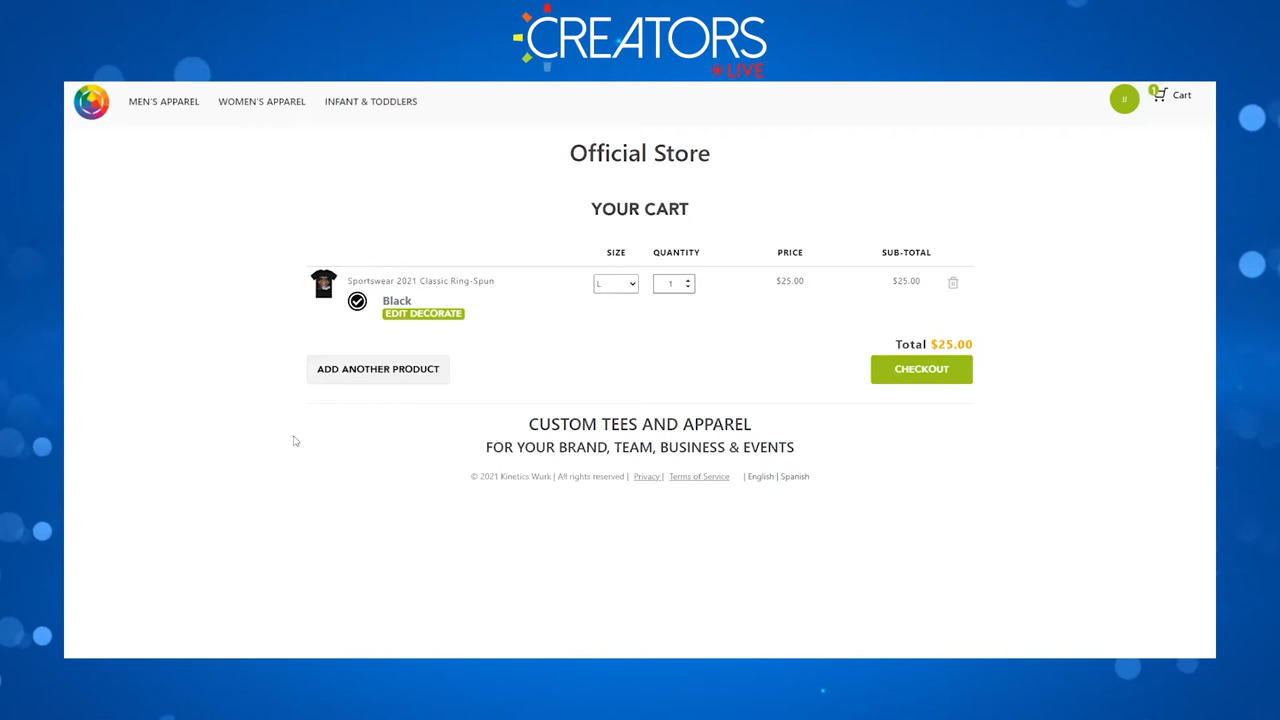 CREATORS
LIVE
MEN'S APPAREL WOMEN'S APPAREL INFANT & TODDLERS
JJ
1 Cart
Official Store
YOUR CART
SIZE QUANTITY PRICE SUB-TOTAL
Sportswear 2021 Classic Ring-Spun L 1 $25.00 $25.00
Black
EDIT DECORATE
Total $25.00
ADD ANOTHER PRODUCT CHECKOUT
CUSTOM TEES AND APPAREL
FOR YOUR BRAND, TEAM, BUSINESS & EVENTS
© 2021 Kinetics Wurk | All rights reserved | Privacy | Terms of Service | English | Spanish